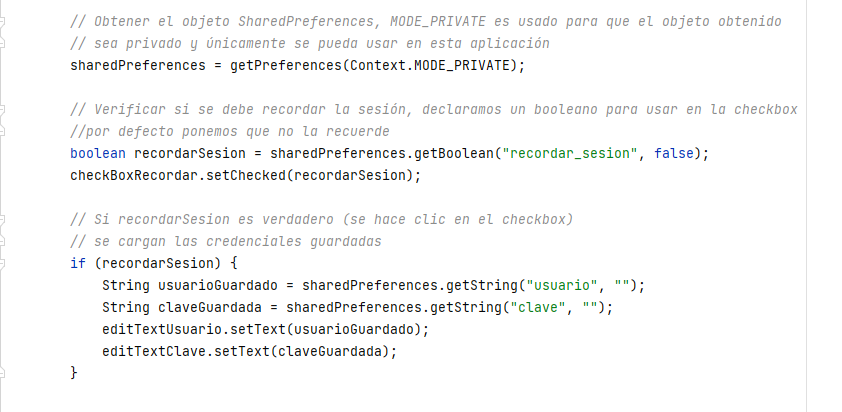 // Obtener el objeto SharedPreferences, MODE_PRIVATE es usado para que el objeto obtenido
// sea privado y únicamente se pueda usar en esta aplicación
sharedPreferences = getPreferences(Context.MODE_PRIVATE);
// Verificar si se debe recordar la sesión, declaramos un booleano para usar en la checkbox
//por defecto ponemos que no la recuerde
boolean recordarSesion = sharedPreferences.getBoolean("recordar_sesion", false);
checkBoxRecordar.setChecked(recordarSesion);
// Si recordarSesion es verdadero (se hace clic en el checkbox)
// se cargan las credenciales guardadas
if (recordarSesion) {
    String usuarioGuardado = sharedPreferences.getString("usuario", "");
    String claveGuardada = sharedPreferences.getString("clave", "");
    editTextUsuario.setText(usuarioGuardado);
    editTextClave.setText(claveGuardada);
}